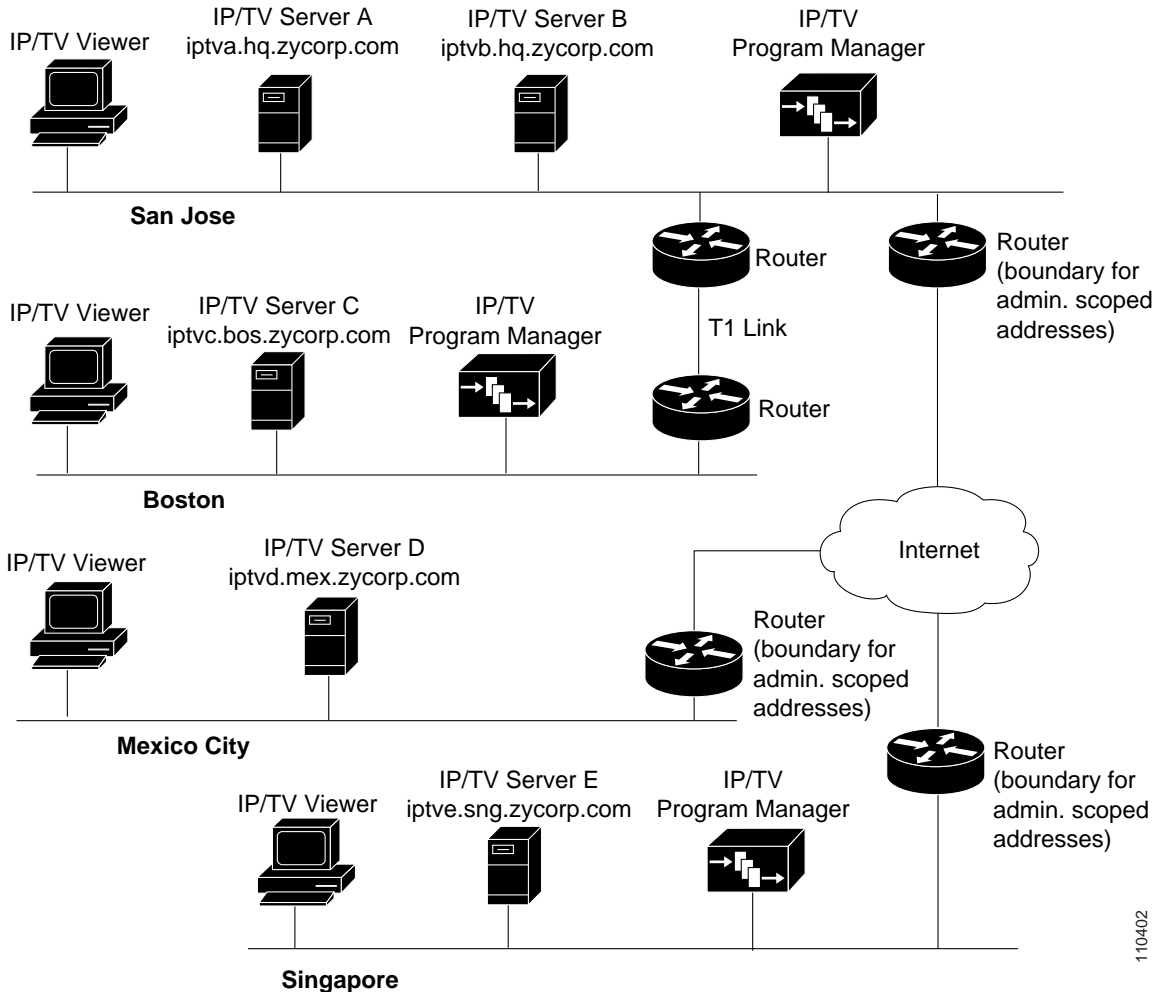 IP/TV Viewer
IP/TV Server A
iptva.hq.zycorp.com
IP/TV Server B
iptvb.hq.zycorp.com
IP/TV
Program Manager
San Jose
Router
Router
(boundary for
admin. scoped
addresses)
T1 Link
IP/TV Viewer
IP/TV Server C
iptvc.bos.zycorp.com
IP/TV
Program Manager
Router
Boston
Internet
IP/TV Viewer
IP/TV Server D
iptvd.mex.zycorp.com
Router
(boundary for
admin. scoped
addresses)
Mexico City
Router
(boundary for
admin. scoped
addresses)
IP/TV Viewer
IP/TV Server E
iptve.sng.zycorp.com
IP/TV
Program Manager
Singapore
110402